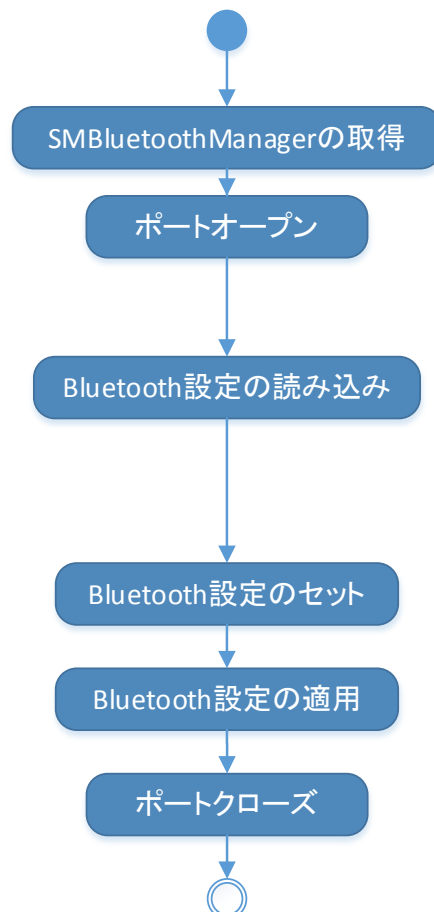 SMBluetoothManagerの取得
ポートオープン
Bluetooth設定の読み込み
Bluetooth設定のセット
Bluetooth設定の適用
ポートクローズ